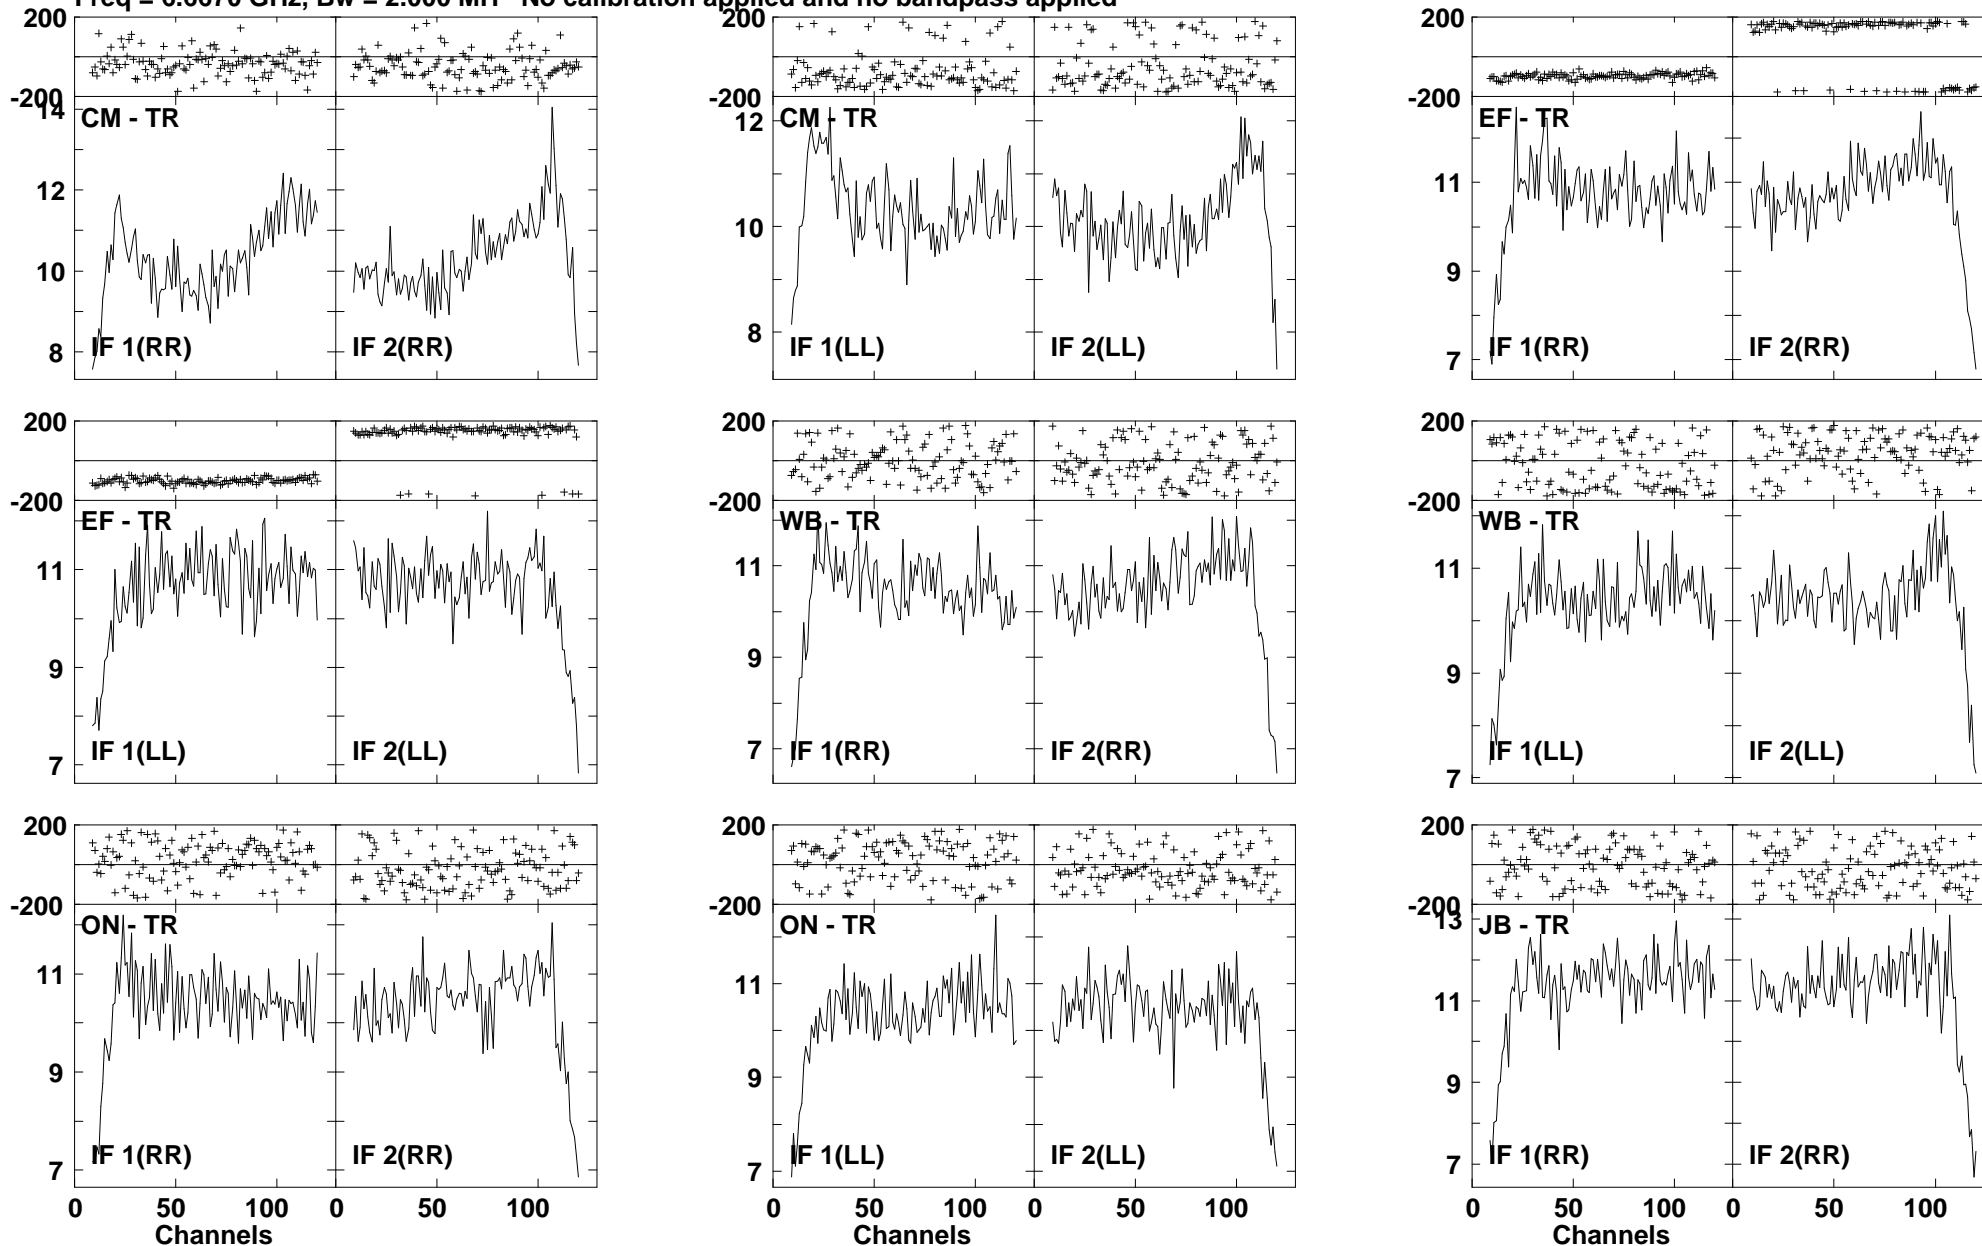 No calibration applied and no bandpass applied
200
-200
14
12
10
8
CM - TR
IF 1(RR)
IF 2(RR)
200
-200
12
10
8
CM - TR
IF 1(LL)
IF 2(LL)
200
-200
11
9
7
EF - TR
IF 1(RR)
IF 2(RR)
200
-200
11
9
7
EF - TR
IF 1(LL)
IF 2(LL)
200
-200
11
9
7
WB - TR
IF 1(RR)
IF 2(RR)
200
-200
11
9
7
WB - TR
IF 1(LL)
IF 2(LL)
200
-200
11
9
7
ON - TR
IF 1(RR)
IF 2(RR)
0 50 100 0 50 100
Channels
200
-200
11
9
7
ON - TR
IF 1(LL)
IF 2(LL)
0 50 100 0 50 100
Channels
200
-200
13
11
9
7
JB - TR
IF 1(RR)
IF 2(RR)
0 50 100 0 50 100
Channels